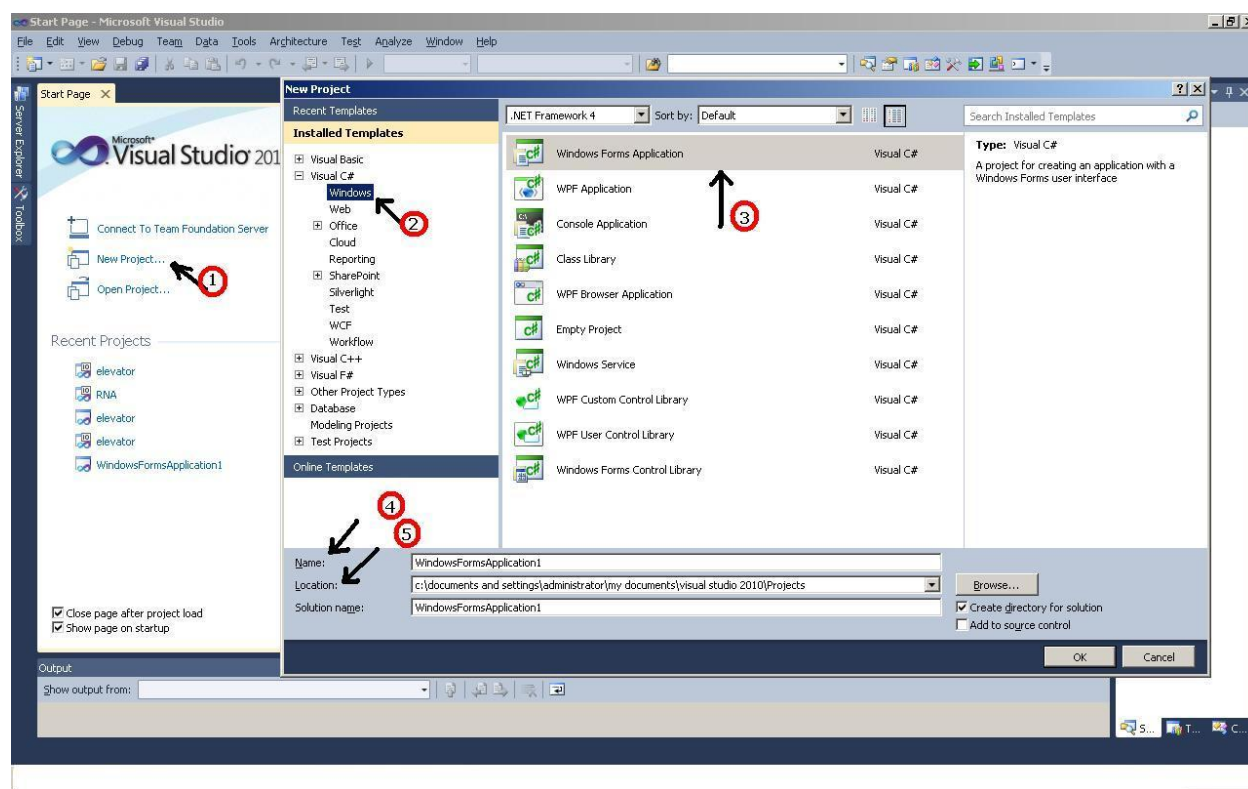 Start Page - Microsoft Visual Studio
File Edit View Debug Team Data Tools Architecture Test Analyze Window Help
Server Explorer
Toolbox
Start Page
Microsoft
Visual Studio 201
Connect To Team Foundation Server
New Project...
1
Open Project...
Recent Projects
elevator
RNA
elevator
elevator
WindowsFormsApplication1
Close page after project load
Show page on startup
New Project
Recent Templates
Installed Templates
Visual Basic
Visual C#
Windows
2
Web
Office
Cloud
Reporting
SharePoint
Silverlight
Test
WCF
Workflow
Visual C++
Visual F#
Other Project Types
Database
Modeling Projects
Test Projects
Online Templates
.NET Framework 4 Sort by: Default
Windows Forms Application Visual C#
3
WPF Application Visual C#
Console Application Visual C#
Class Library Visual C#
WPF Browser Application Visual C#
Empty Project Visual C#
Windows Service Visual C#
WPF Custom Control Library Visual C#
WPF User Control Library Visual C#
Windows Forms Control Library Visual C#
Search Installed Templates
Type: Visual C#
A project for creating an application with a
Windows Forms user interface
4
5
Name: WindowsFormsApplication1
Location: c:\documents and settings\administrator\my documents\visual studio 2010\Projects Browse...
Solution name: WindowsFormsApplication1
Create directory for solution
Add to source control
OK Cancel
Output
Show output from:
S... T... C...